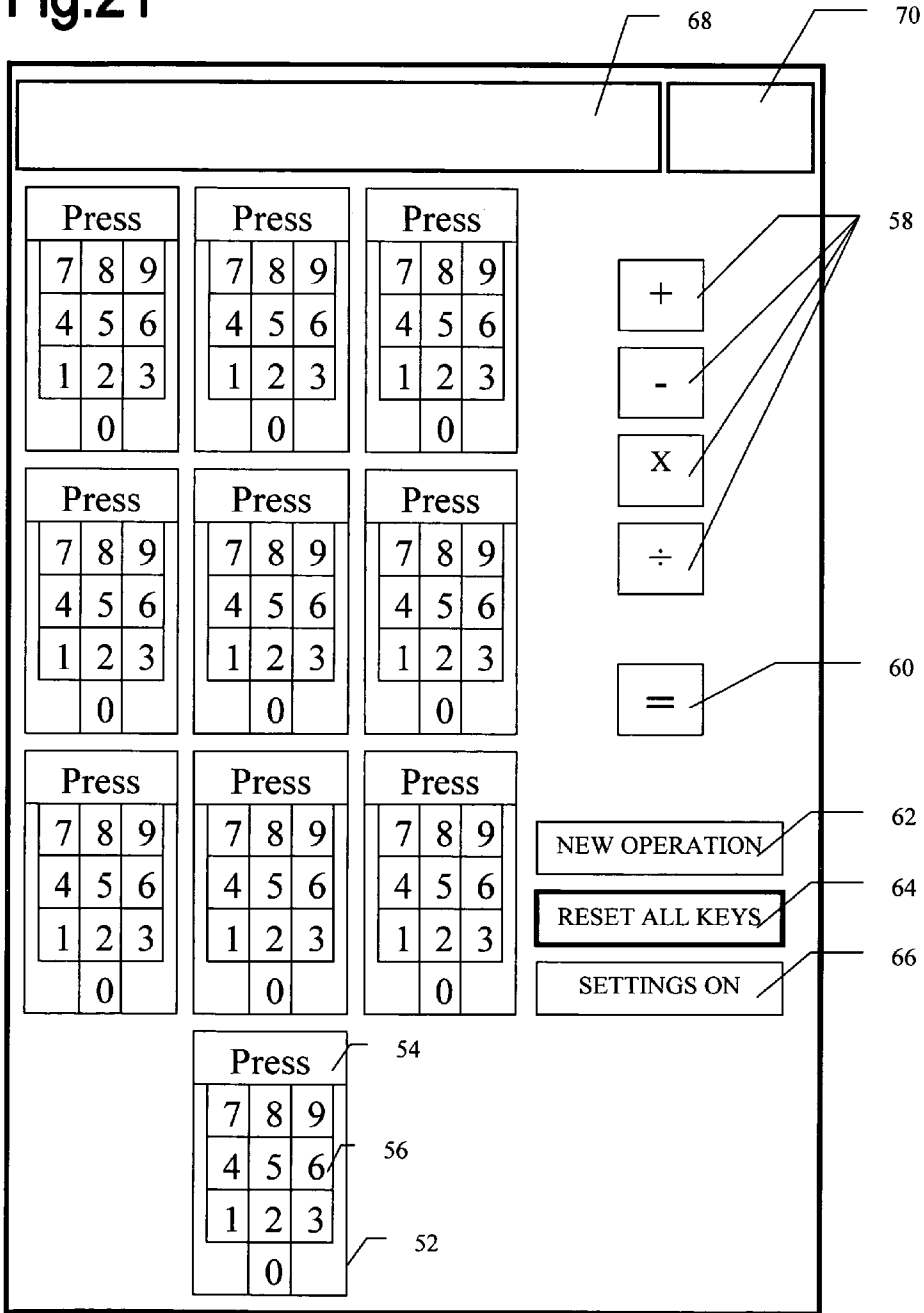 Fig.21
68
70
Press Press Press
58
7 8 9 7 8 9 7 8 9
+
4 5 6 4 5 6 4 5 6
1 2 3 1 2 3 1 2 3
-
0 0 0
X
Press Press Press
7 8 9 7 8 9 7 8 9
÷
4 5 6 4 5 6 4 5 6
1 2 3 1 2 3 1 2 3
60
=
0 0 0
Press Press Press
62
7 8 9 7 8 9 7 8 9
NEW OPERATION
4 5 6 4 5 6 4 5 6
64
RESET ALL KEYS
1 2 3 1 2 3 1 2 3
66
0 0 0
SETTINGS ON
Press
54
7 8 9
4 5 6
56
1 2 3
52
0